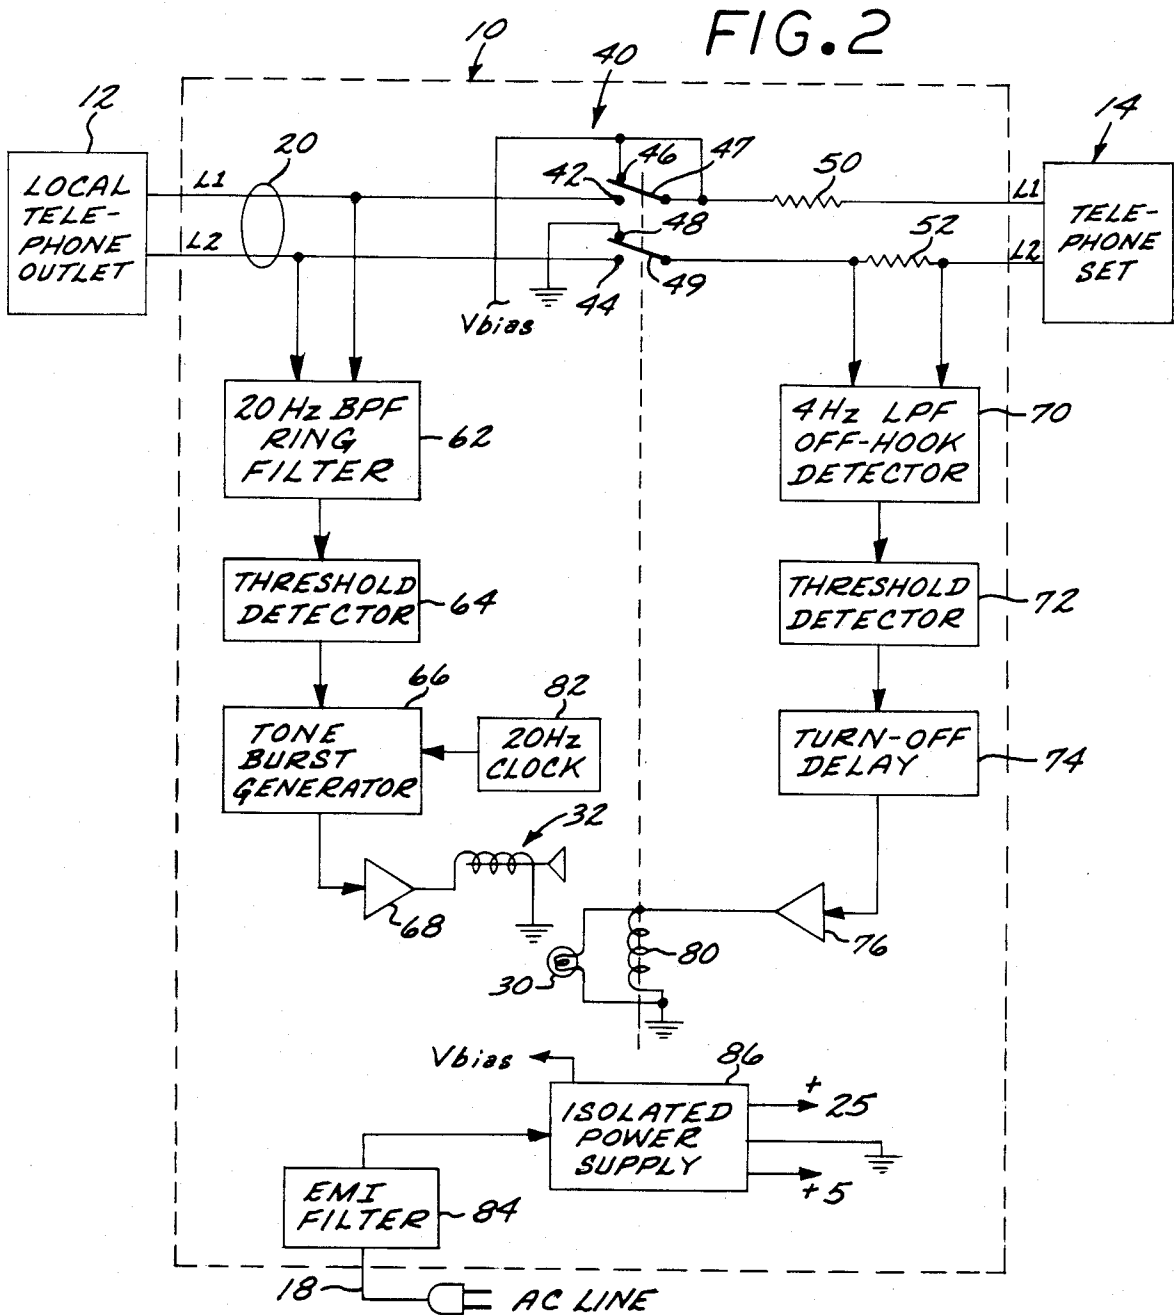 FIG.2
10
40
12
14
20
LOCAL
TELE-
PHONE
OUTLET
L1
L2
42
46
47
50
L1
TELE-
PHONE
SET
48
52
L2
44
49
Vbias
20 Hz BPF
RING
FILTER
62
4Hz LPF
OFF-HOOK
DETECTOR
70
THRESHOLD
DETECTOR
64
THRESHOLD
DETECTOR
72
66
82
TONE
BURST
GENERATOR
20Hz
CLOCK
TURN-OFF
DELAY
74
32
68
76
80
30
Vbias
86
ISOLATED
POWER
SUPPLY
+
25
+5
EMI
FILTER
84
18
AC LINE